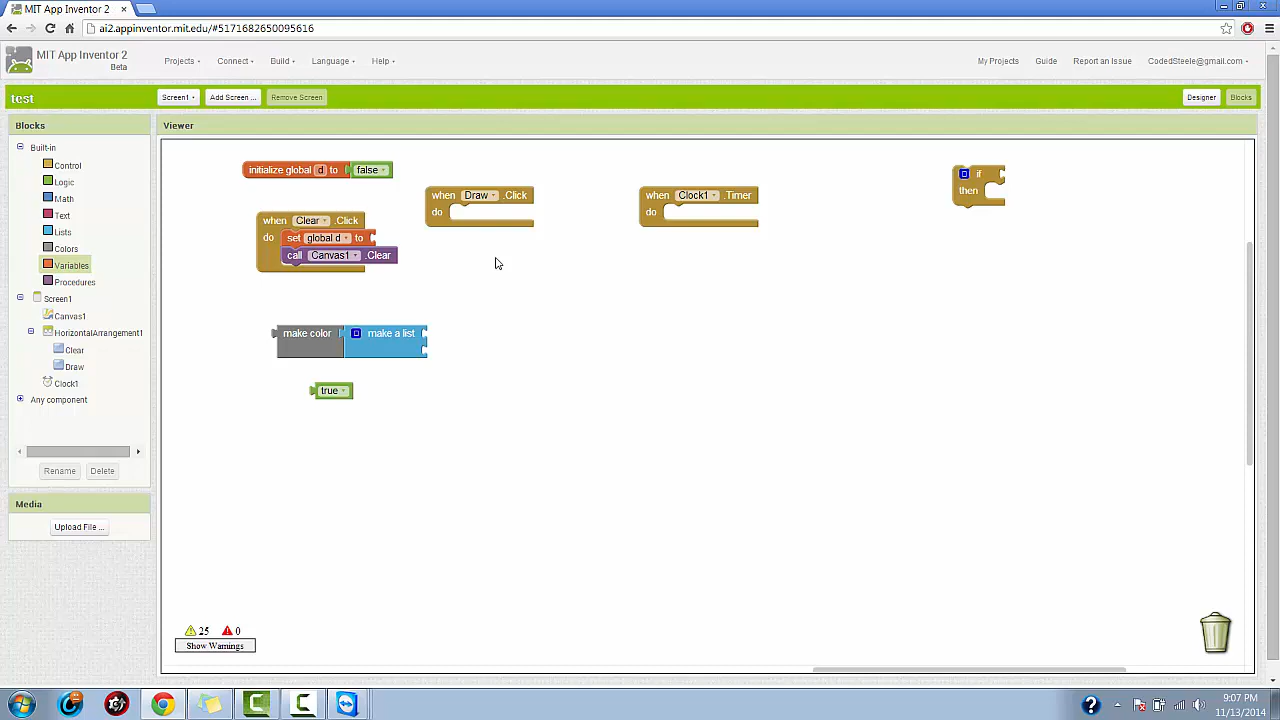 MIT App Inventor 2
ai2.appinventor.mit.edu/#5171682650095616
MIT App Inventor 2
Beta
Projects
Connect
Build
Language
Help
My Projects
Guide
Report an Issue
CodedSteele@gmail.com
test
Screen1
Add Screen ...
Remove Screen
Designer
Blocks
Blocks
Viewer
Built-in
Control
Logic
Math
Text
Lists
Colors
Variables
Procedures
Screen1
Canvas1
HorizontalArrangement1
Clear
Draw
Clock1
Any component
Rename
Delete
Media
Upload File ...
initialize global d to false
when Clear .Click
do set global d to
call Canvas1 .Clear
when Draw .Click
do
when Clock1 .Timer
do
if
then
make color make a list
true
25 0
Show Warnings
9:07 PM
11/13/2014